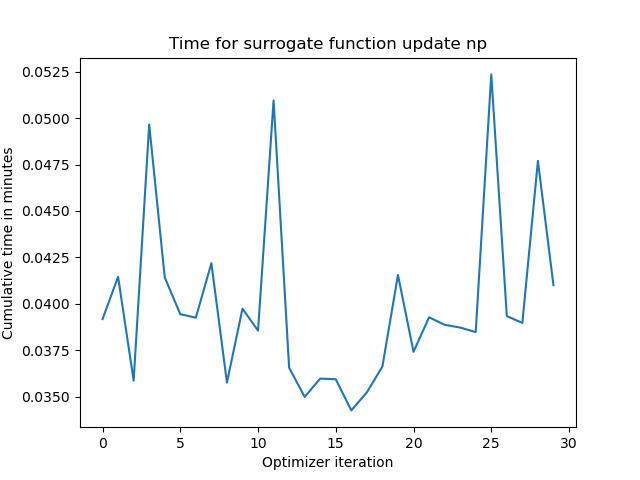 Time for surrogate function update np
Cumulative time in minutes
0.0525
0.0500
0.0475
0.0450
0.0425
0.0400
0.0375
0.0350
0 5 10 15 20 25 30
Optimizer iteration